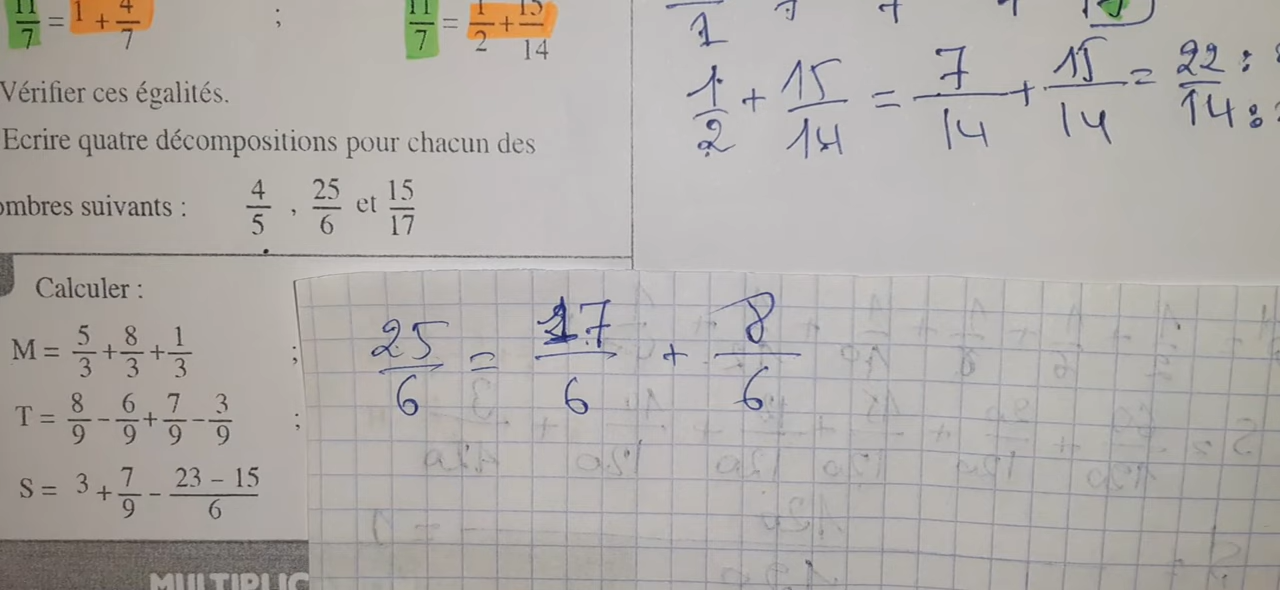 11/7 = 1 + 4/7 ; 11/7 = 1/2 + 15/14
Vérifier ces égalités.
Ecrire quatre décompositions pour chacun des
ombres suivants : 4/5 , 25/6 et 15/17
1/2 + 15/14 = 7/14 + 15/14 = 22:/14:
Calculer :
M = 5/3 + 8/3 + 1/3 ;
T = 8/9 - 6/9 + 7/9 - 3/9 ;
S = 3 + 7/9 - (23 - 15)/6
25/6 = 17/6 + 8/6
MULTIPLIC